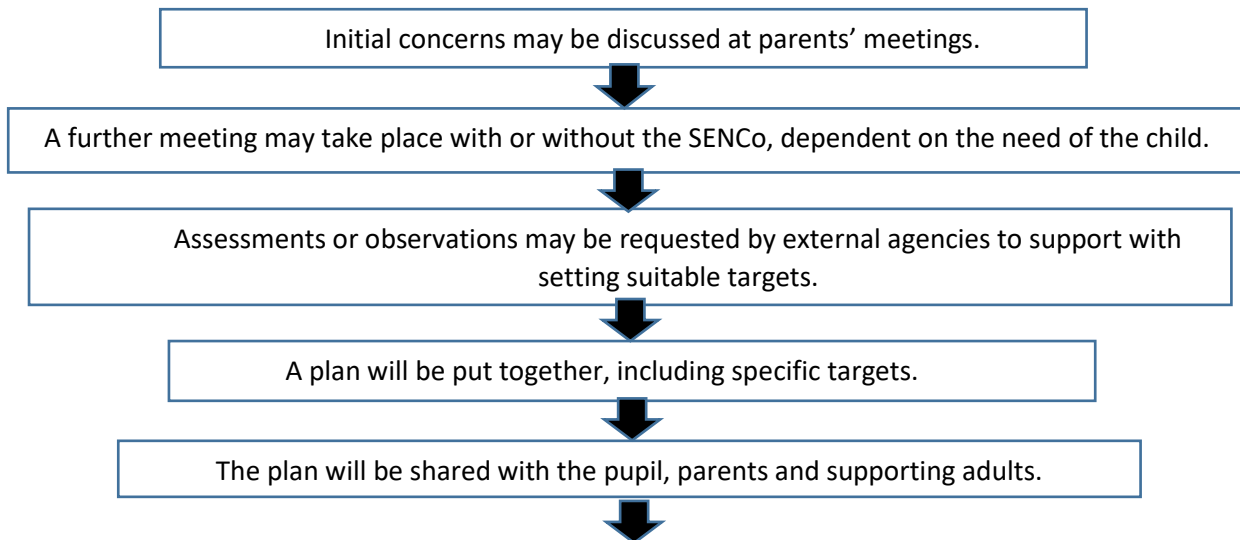 Initial concerns may be discussed at parents’ meetings.
A further meeting may take place with or without the SENCo, dependent on the need of the child.
Assessments or observations may be requested by external agencies to support with
setting suitable targets.
A plan will be put together, including specific targets.
The plan will be shared with the pupil, parents and supporting adults.